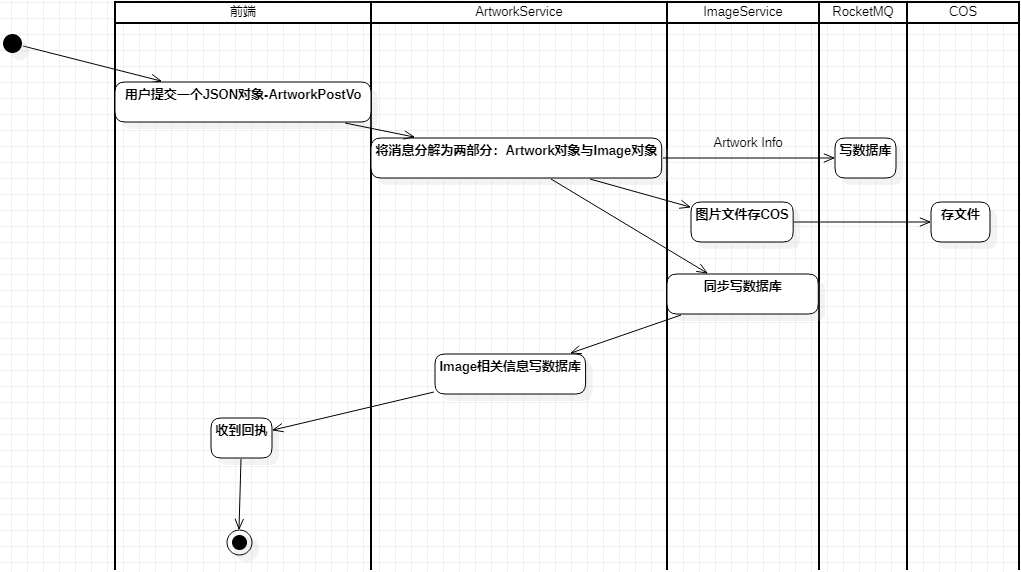 前端
ArtworkService
ImageService
RocketMQ
COS
用户提交一个JSON对象-ArtworkPostVo
将消息分解为两部分：Artwork对象与Image对象
Artwork Info
写数据库
图片文件存COS
存文件
同步写数据库
Image相关信息写数据库
收到回执